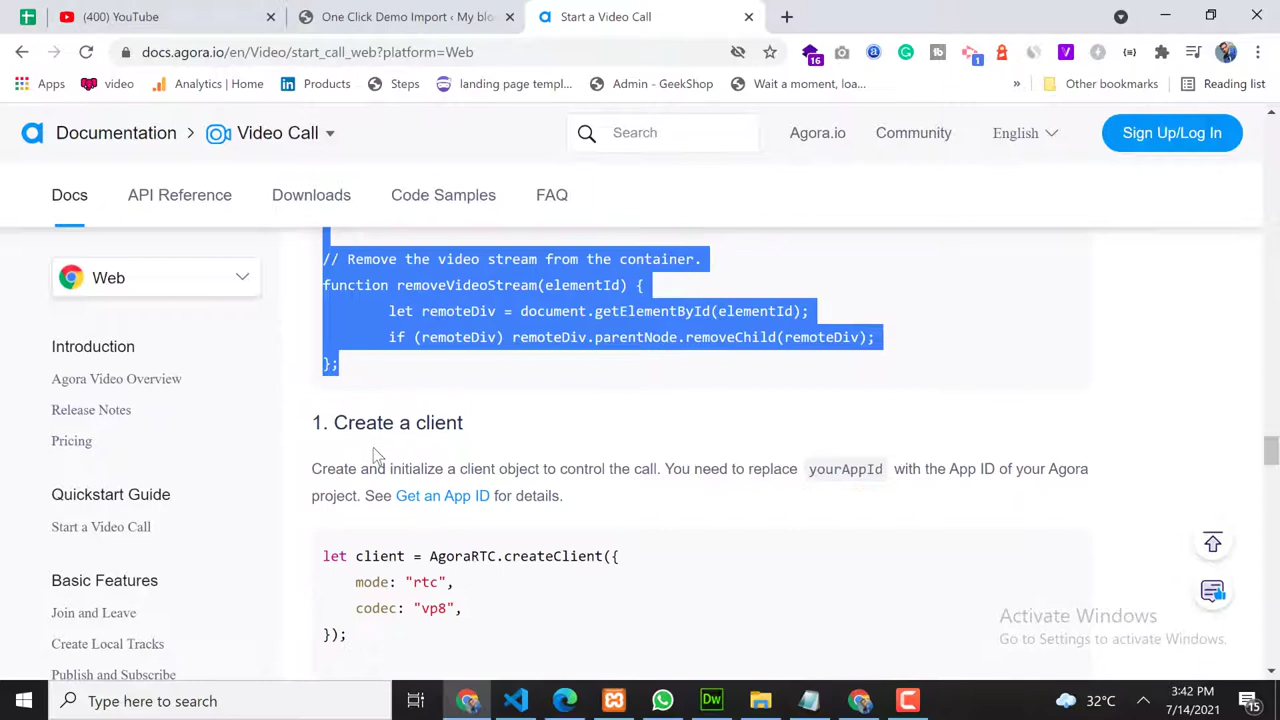 (400) YouTube
One Click Demo Import ‹ My blo
Start a Video Call
docs.agora.io/en/Video/start_call_web?platform=Web
16
1
Apps
video
Analytics | Home
Products
Steps
landing page templ...
Admin - GeekShop
Wait a moment, loa...
»
Other bookmarks
Reading list
Documentation
Video Call
Search
Agora.io
Community
English
Sign Up/Log In
Docs
API Reference
Downloads
Code Samples
FAQ
Web
Introduction
Agora Video Overview
Release Notes
Pricing
Quickstart Guide
Start a Video Call
Basic Features
Join and Leave
Create Local Tracks
Publish and Subscribe
// Remove the video stream from the container.
function removeVideoStream(elementId) {
let remoteDiv = document.getElementById(elementId);
if (remoteDiv) remoteDiv.parentNode.removeChild(remoteDiv);
};
1. Create a client
Create and initialize a client object to control the call. You need to replace yourAppId with the App ID of your Agora
project. See Get an App ID for details.
let client = AgoraRTC.createClient({
mode: "rtc",
codec: "vp8",
});
Activate Windows
Go to Settings to activate Windows.
Type here to search
Dw
32°C
3:42 PM
7/14/2021
15